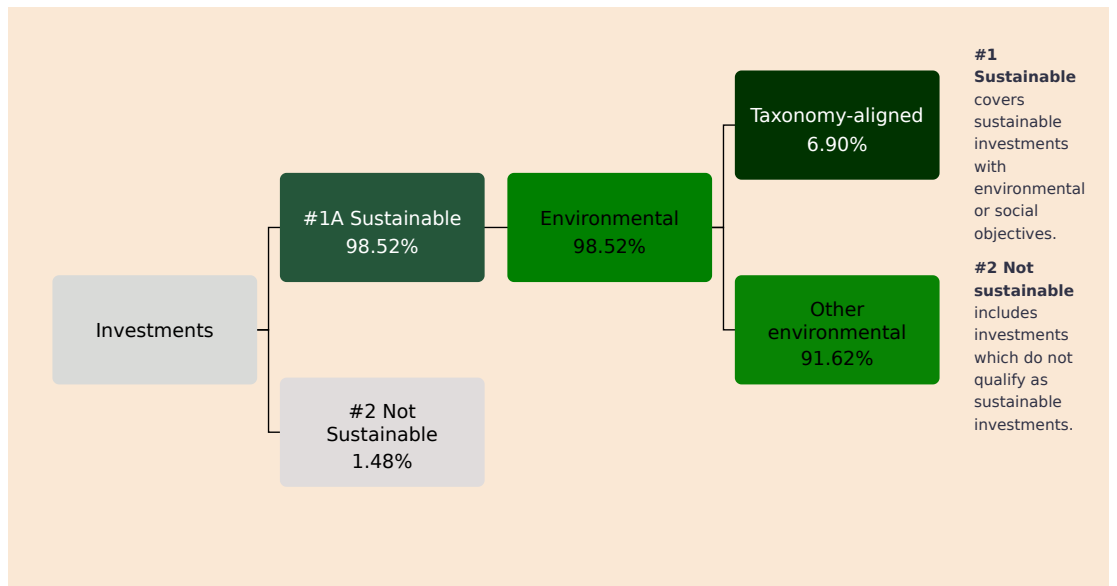 Investments
#1A Sustainable
98.52%
#2 Not
Sustainable
1.48%
Environmental
98.52%
Taxonomy-aligned
6.90%
Other
environmental
91.62%
#1
Sustainable
covers
sustainable
investments
with
environmental
or social
objectives.
#2 Not
sustainable
includes
investments
which do not
qualify as
sustainable
investments.